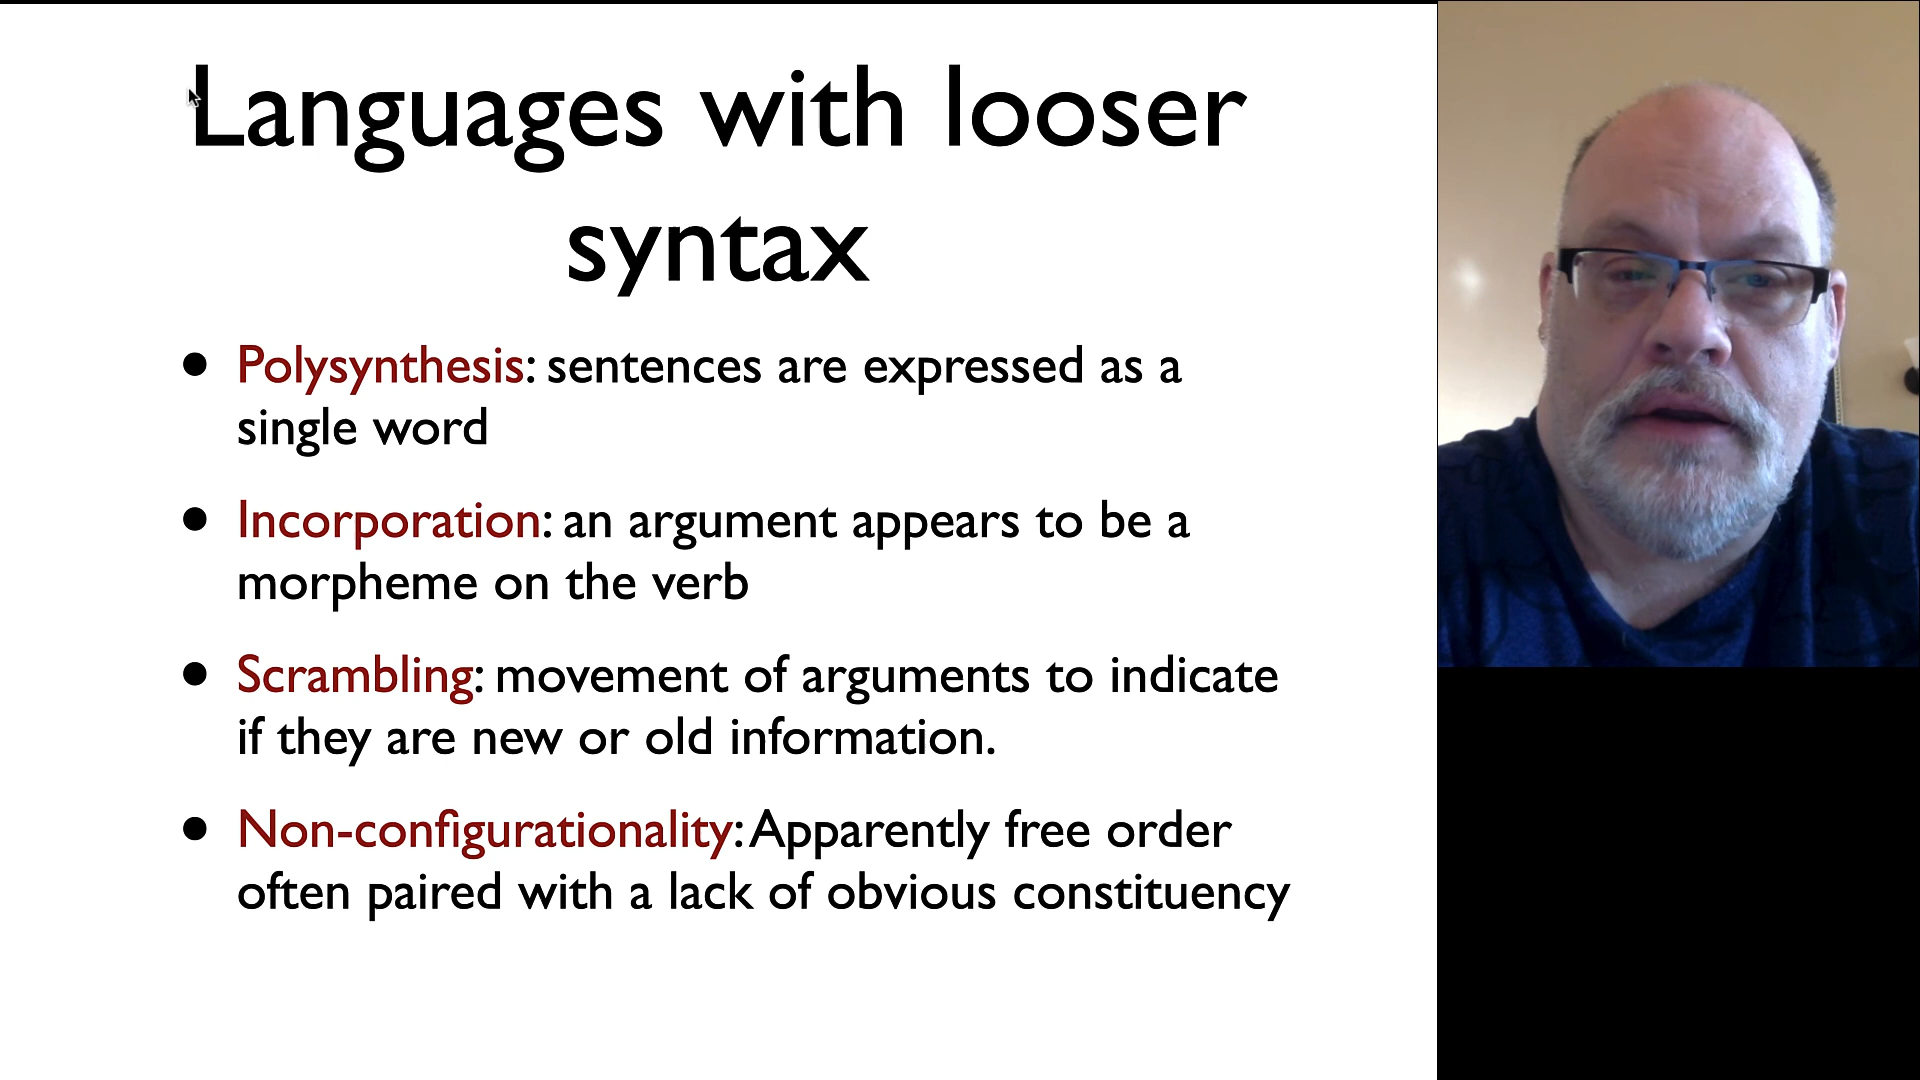 Languages with looser
syntax
• Polysynthesis: sentences are expressed as a
single word
• Incorporation: an argument appears to be a
morpheme on the verb
• Scrambling: movement of arguments to indicate
if they are new or old information.
• Non-configurationality: Apparently free order
often paired with a lack of obvious constituency